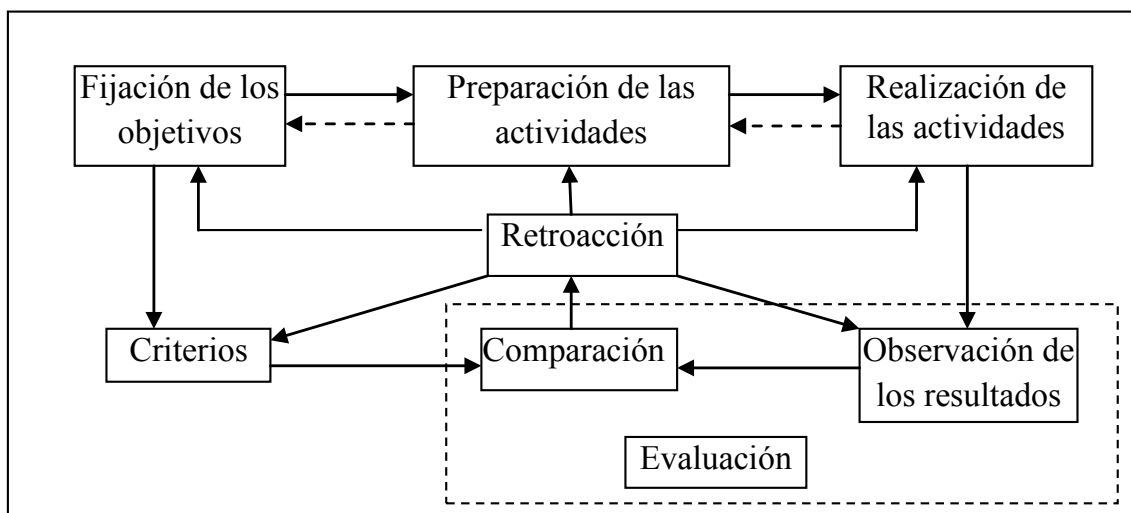 Fijación de los
objetivos
Preparación de las
actividades
Realización de
las actividades
Retroacción
Criterios
Comparación
Observación de
los resultados
Evaluación